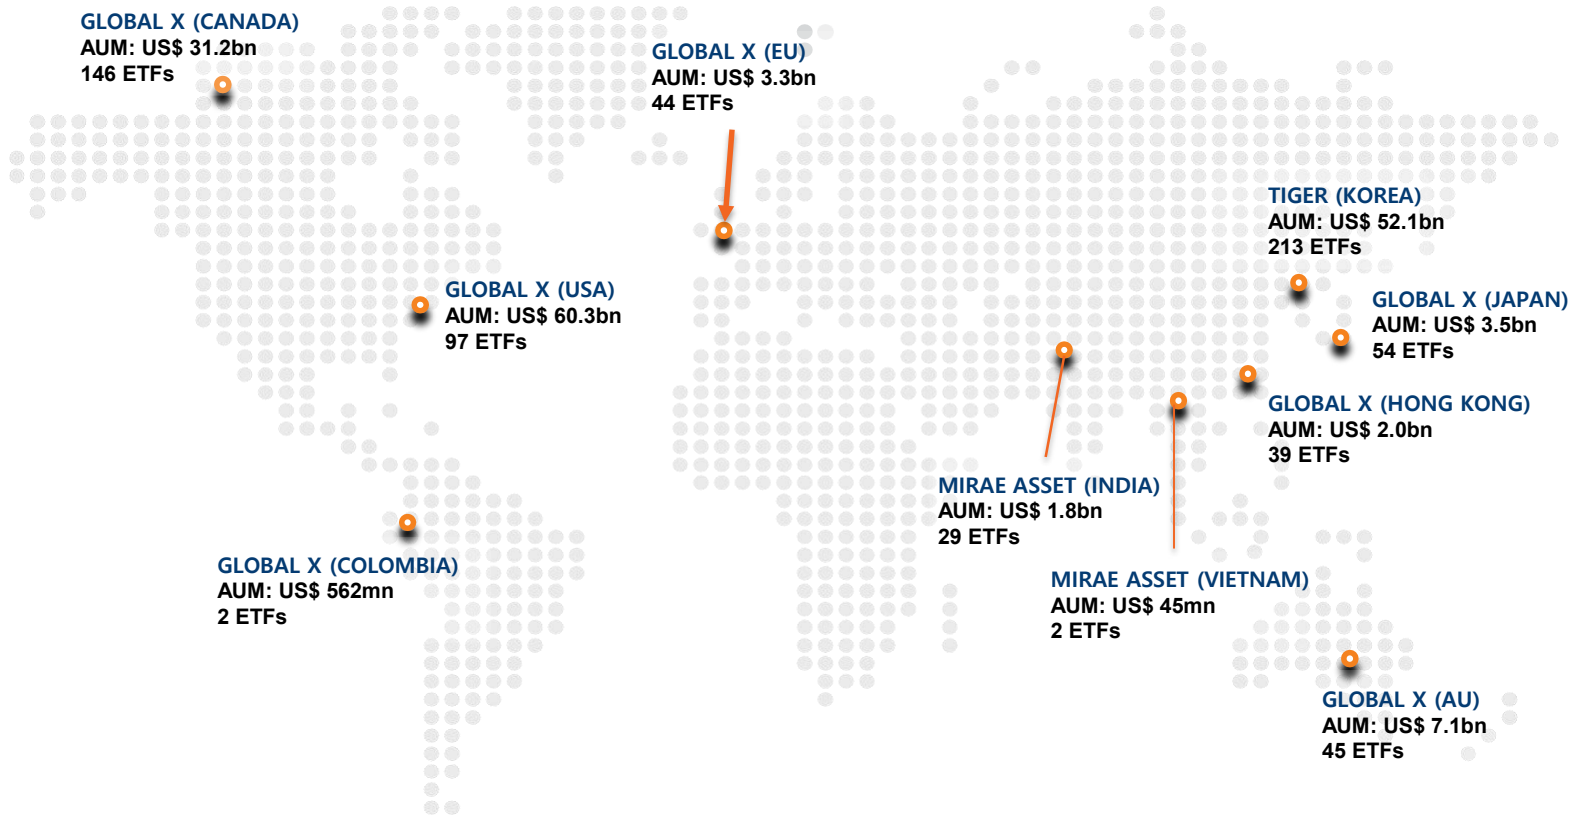 GLOBAL X (CANADA)
AUM: US$ 31.2bn
146 ETFs
GLOBAL X (EU)
AUM: US$ 3.3bn
44 ETFs
TIGER (KOREA)
AUM: US$ 52.1bn
213 ETFs
GLOBAL X (USA)
AUM: US$ 60.3bn
97 ETFs
GLOBAL X (JAPAN)
AUM: US$ 3.5bn
54 ETFs
GLOBAL X (HONG KONG)
AUM: US$ 2.0bn
39 ETFs
MIRAE ASSET (INDIA)
AUM: US$ 1.8bn
29 ETFs
GLOBAL X (COLOMBIA)
AUM: US$ 562mn
2 ETFs
MIRAE ASSET (VIETNAM)
AUM: US$ 45mn
2 ETFs
GLOBAL X (AU)
AUM: US$ 7.1bn
45 ETFs